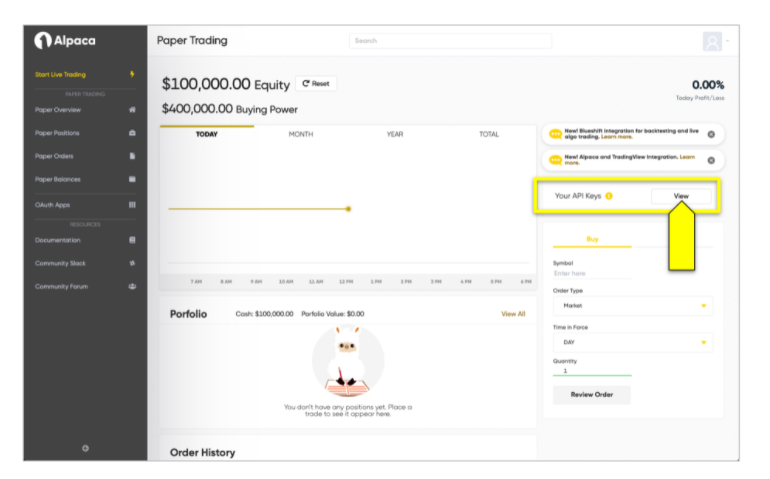 Alpaca
Paper Trading
Search
Start Live Trading
PAPER TRADING
Paper Overview
Paper Positions
Paper Orders
Paper Balances
OAuth Apps
RESOURCES
Documentation
Community Slack
Community Forum
$100,000.00 Equity Reset
$400,000.00 Buying Power
0.00%
Today Profit/Loss
TODAY MONTH YEAR TOTAL
7 AM 8 AM 9 AM 10 AM 11 AM 12 PM 1 PM 2 PM 3 PM 4 PM 5 PM 6 PM
New! Blueshift integration for backtesting and live
algo trading. Learn more.
New! Alpaca and TradingView Integration. Learn
more.
Your API Keys View
Buy
Symbol
Enter here
Order Type
Market
Time in Force
DAY
Quantity
1
Review Order
Porfolio Cash: $100,000.00 Porfolio Value: $0.00 View All
You don't have any positions yet. Place a
trade to see it appear here.
Order History